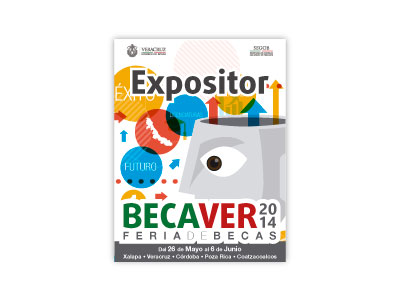 VERACRUZ
SEGOB
Expositor
ÉXITO
LICENCIATURA
FUTURO
BECAVER 2014
FERIA DE BECAS
Del 26 de Mayo al 6 de Junio
Xalapa • Veracruz • Córdoba • Poza Rica • Coatzacoalcos